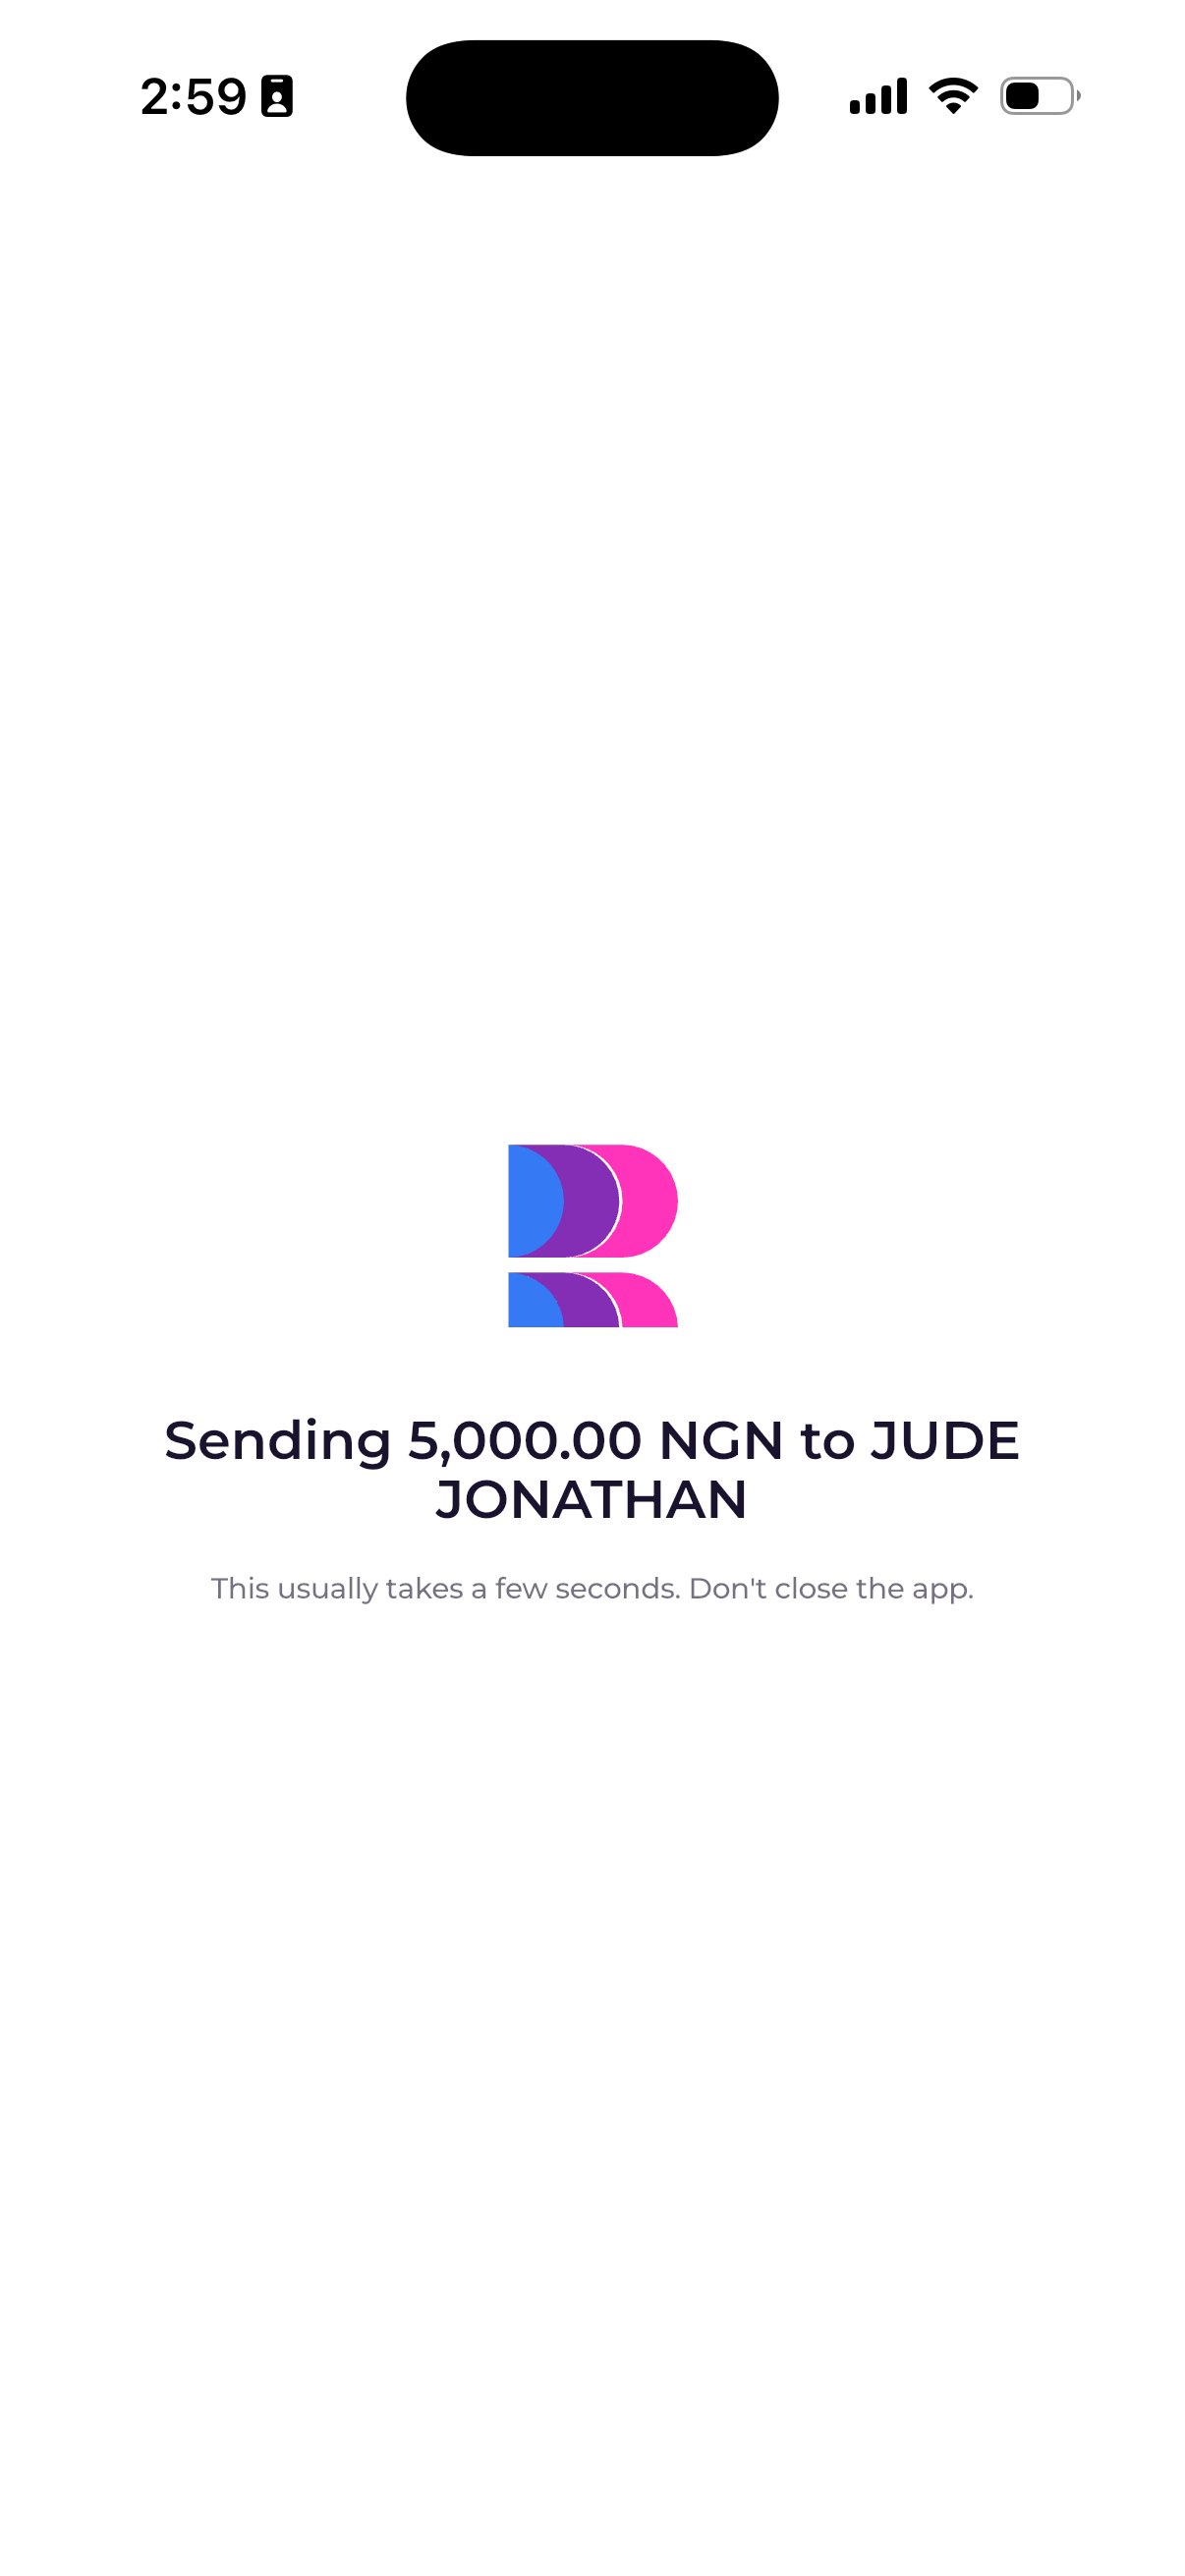 2:59
Sending 5,000.00 NGN to JUDE
JONATHAN
This usually takes a few seconds. Don't close the app.